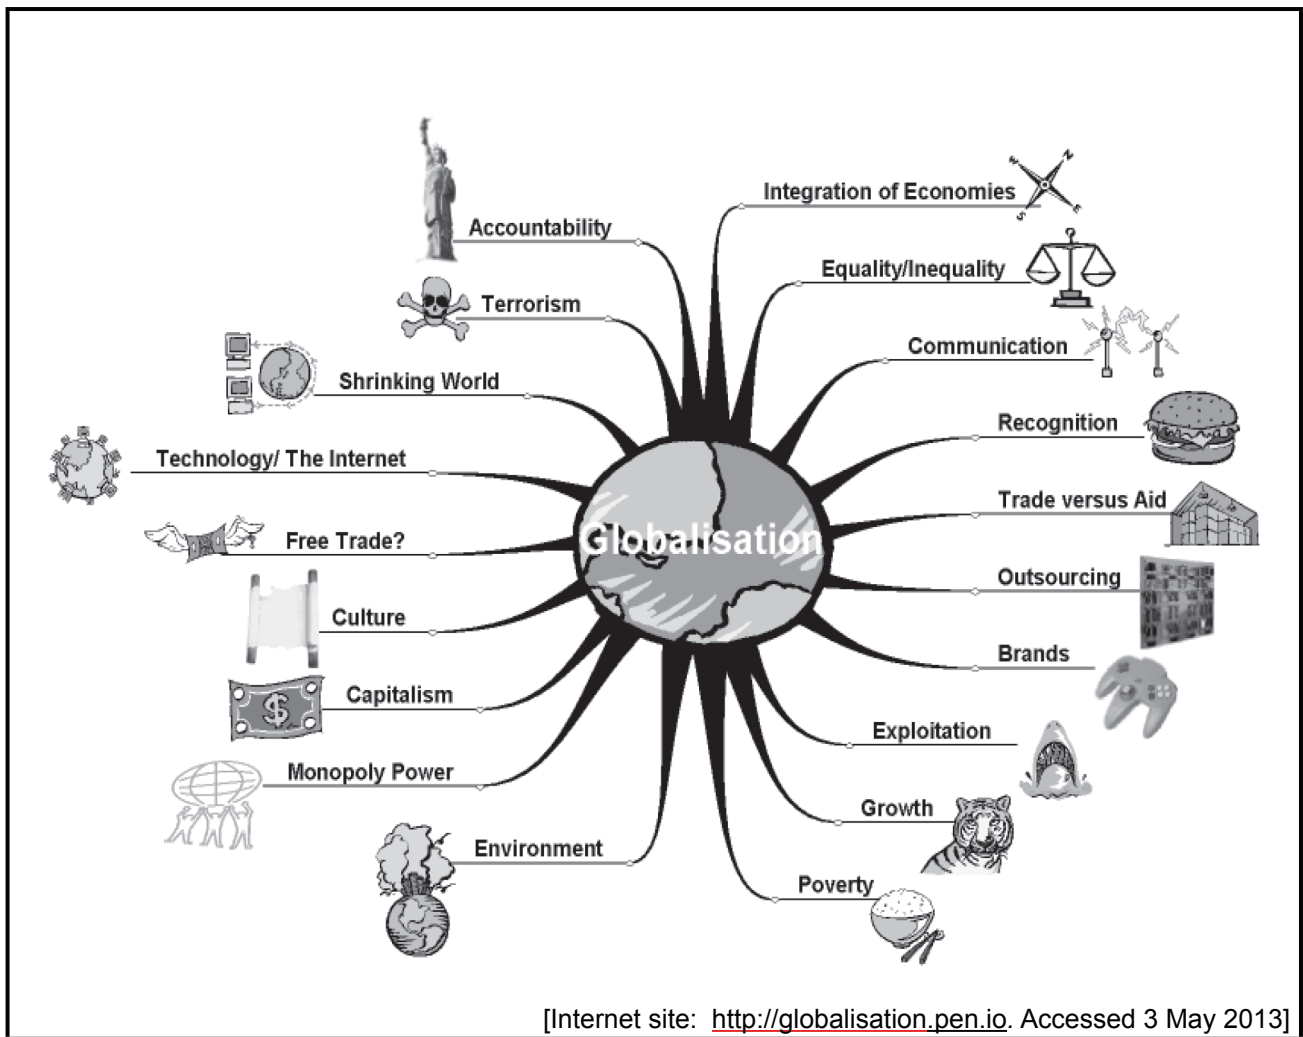 Integration of Economies
Accountability
Equality/Inequality
Terrorism
Communication
Shrinking World
Recognition
Technology/ The Internet
Trade versus Aid
Free Trade?
Globalisation
Outsourcing
Culture
Brands
Capitalism
Exploitation
Monopoly Power
Growth
Environment
Poverty
N
W
E
S
$
[Internet site: http://globalisation.pen.io. Accessed 3 May 2013]